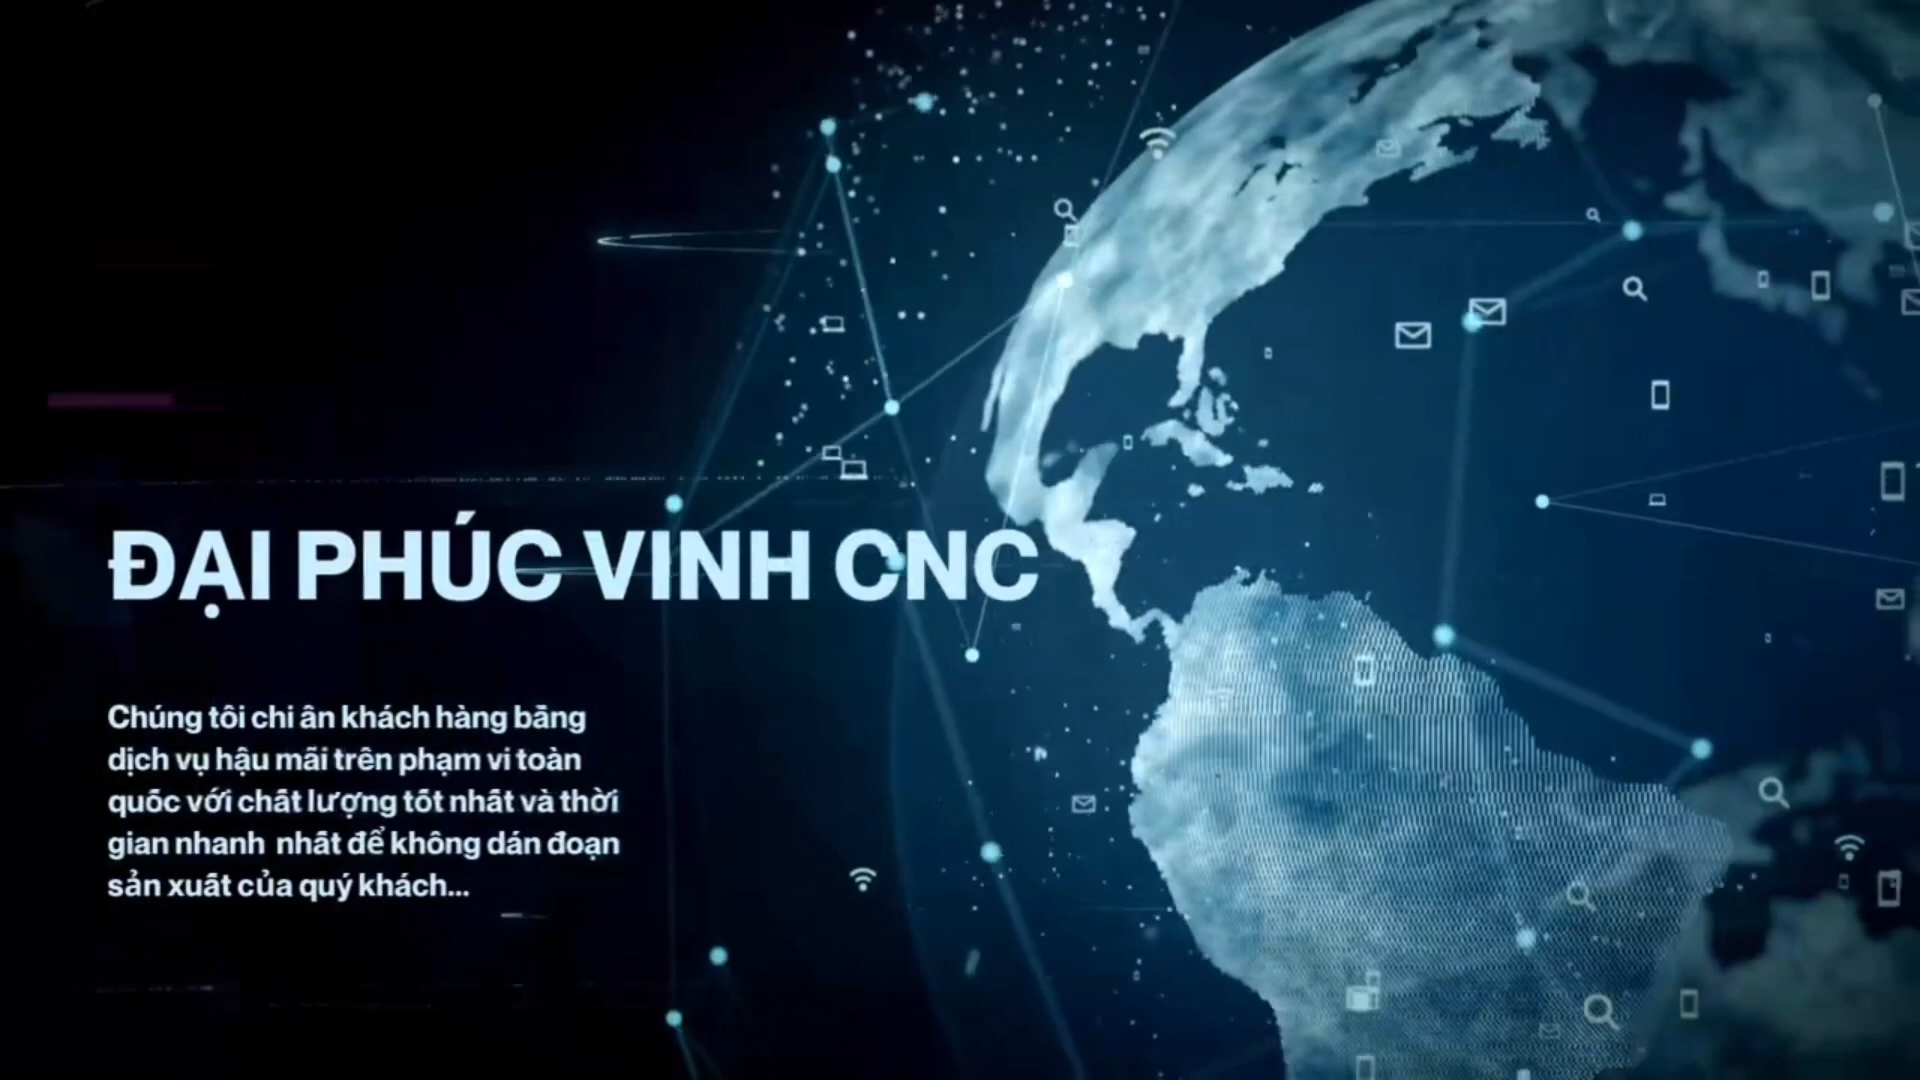 ĐẠI PHÚC VINH CNC
Chúng tôi chi ân khách hàng bằng
dịch vụ hậu mãi trên phạm vi toàn
quốc với chất lượng tốt nhất và thời
gian nhanh nhất để không dán đoạn
sản xuất của quý khách...